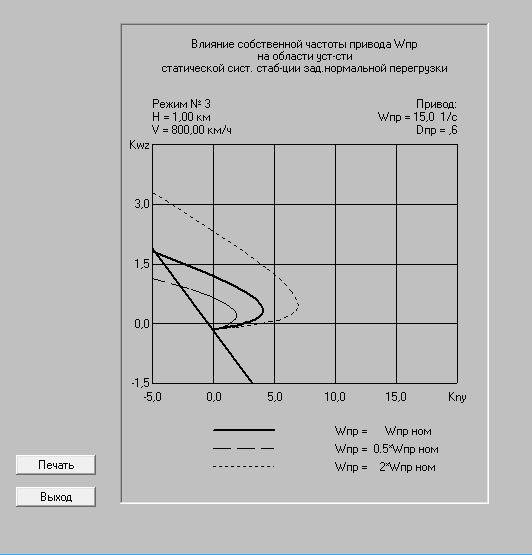 Влияние собственной частоты привода Wпр
на области уст-сти
статической сист. стаб-ции зад.нормальной перегрузки
Режим № 3
H = 1,00 км
V = 800,00 км/ч
Привод:
Wпр = 15,0 1/с
Dпр = ,6
Kwz
3,0
1,5
0,0
-1,5
-5,0 0,0 5,0 10,0 15,0 Kny
Wпр = Wпр ном
Wпр = 0.5*Wпр ном
Wпр = 2*Wпр ном
Печать
Выход